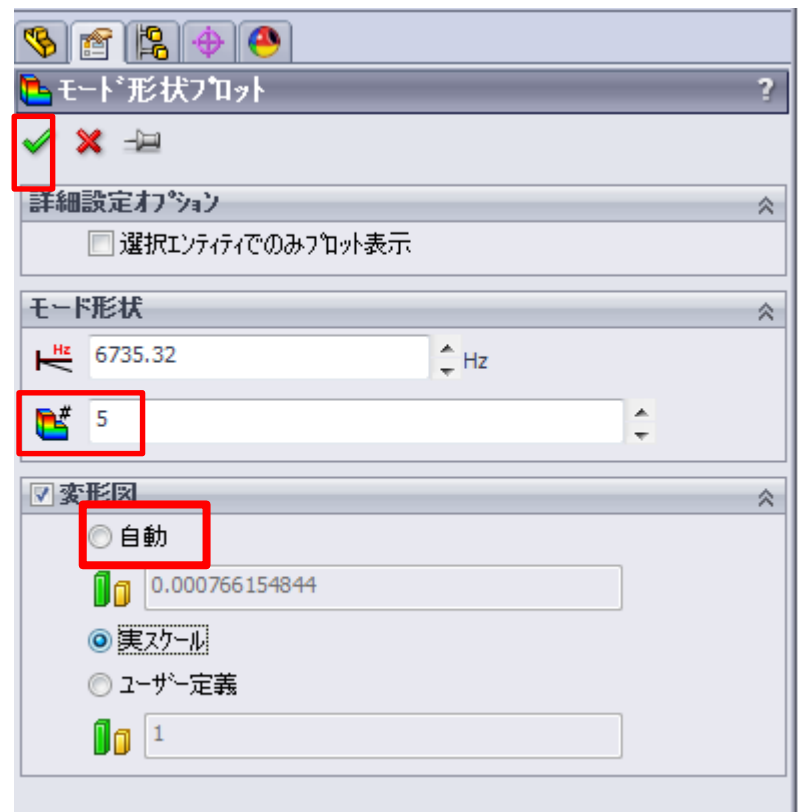 モード形状プロット ?
詳細設定オプション
選択エンティティでのみプロット表示
モード形状
Hz 6735.32 Hz
# 5
変形図
自動
0.000766154844
実スケール
ユーザー定義
1